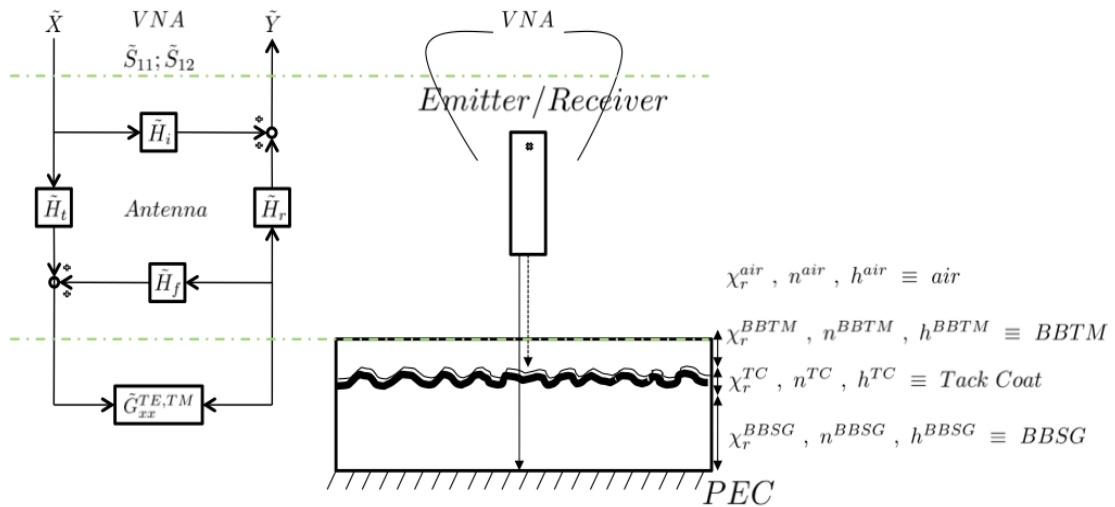 X̃ VNA Ỹ
S̃₁₁; S̃₁₂
H̃ᵢ
H̃ₜ Antenna H̃ᵣ
H̃f
G̃ₓₓ^{TE,TM}
VNA
Emitter/Receiver
χᵣ^{air} , n^{air} , h^{air} ≡ air
χᵣ^{BBTM} , n^{BBTM} , h^{BBTM} ≡ BBTM
χᵣ^{TC} , n^{TC} , h^{TC} ≡ Tack Coat
χᵣ^{BBSG} , n^{BBSG} , h^{BBSG} ≡ BBSG
PEC